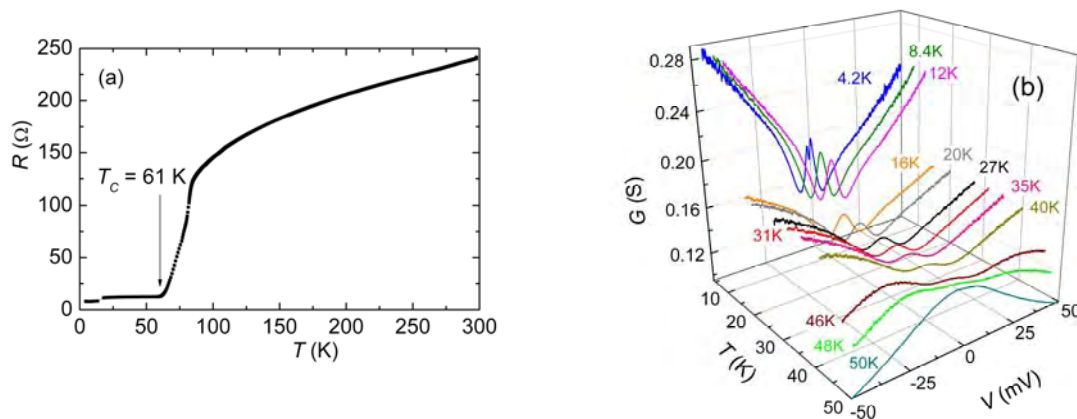 (a)
250
200
150
100
50
0
R (Ω)
T_C = 61 K
0 50 100 150 200 250 300
T (K)
(b)
0.28
0.24
0.20
0.16
0.12
G (S)
4.2K
8.4K
12K
16K
20K
27K
31K
35K
40K
46K
48K
50K
10
20
30
40
50
T (K)
-50
-25
0
25
50
V (mV)